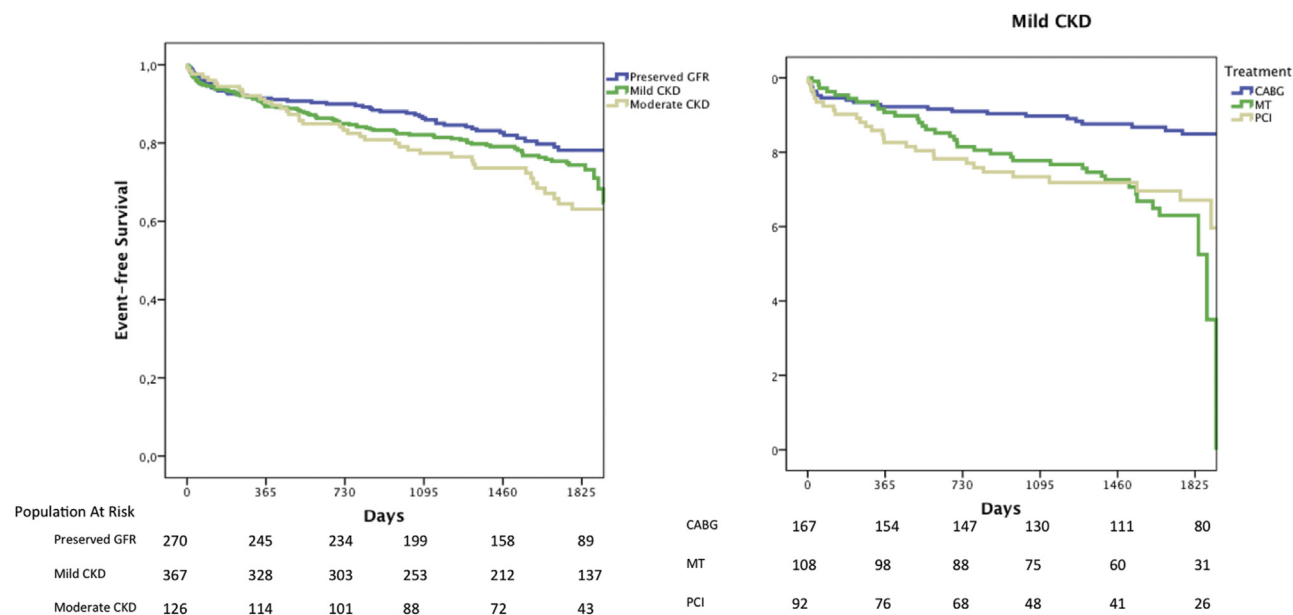 Mild CKD
1,0
0,8
0,6
0,4
0,2
0,0
Event-free Survival
Preserved GFR
Mild CKD
Moderate CKD
0 365 730 1095 1460 1825
Days
Population At Risk
Preserved GFR 270 245 234 199 158 89
Mild CKD 367 328 303 253 212 137
Moderate CKD 126 114 101 88 72 43
0
8
6
4
2
0
Treatment
CABG
MT
PCI
0 365 730 1095 1460 1825
Days
CABG 167 154 147 130 111 80
MT 108 98 88 75 60 31
PCI 92 76 68 48 41 26